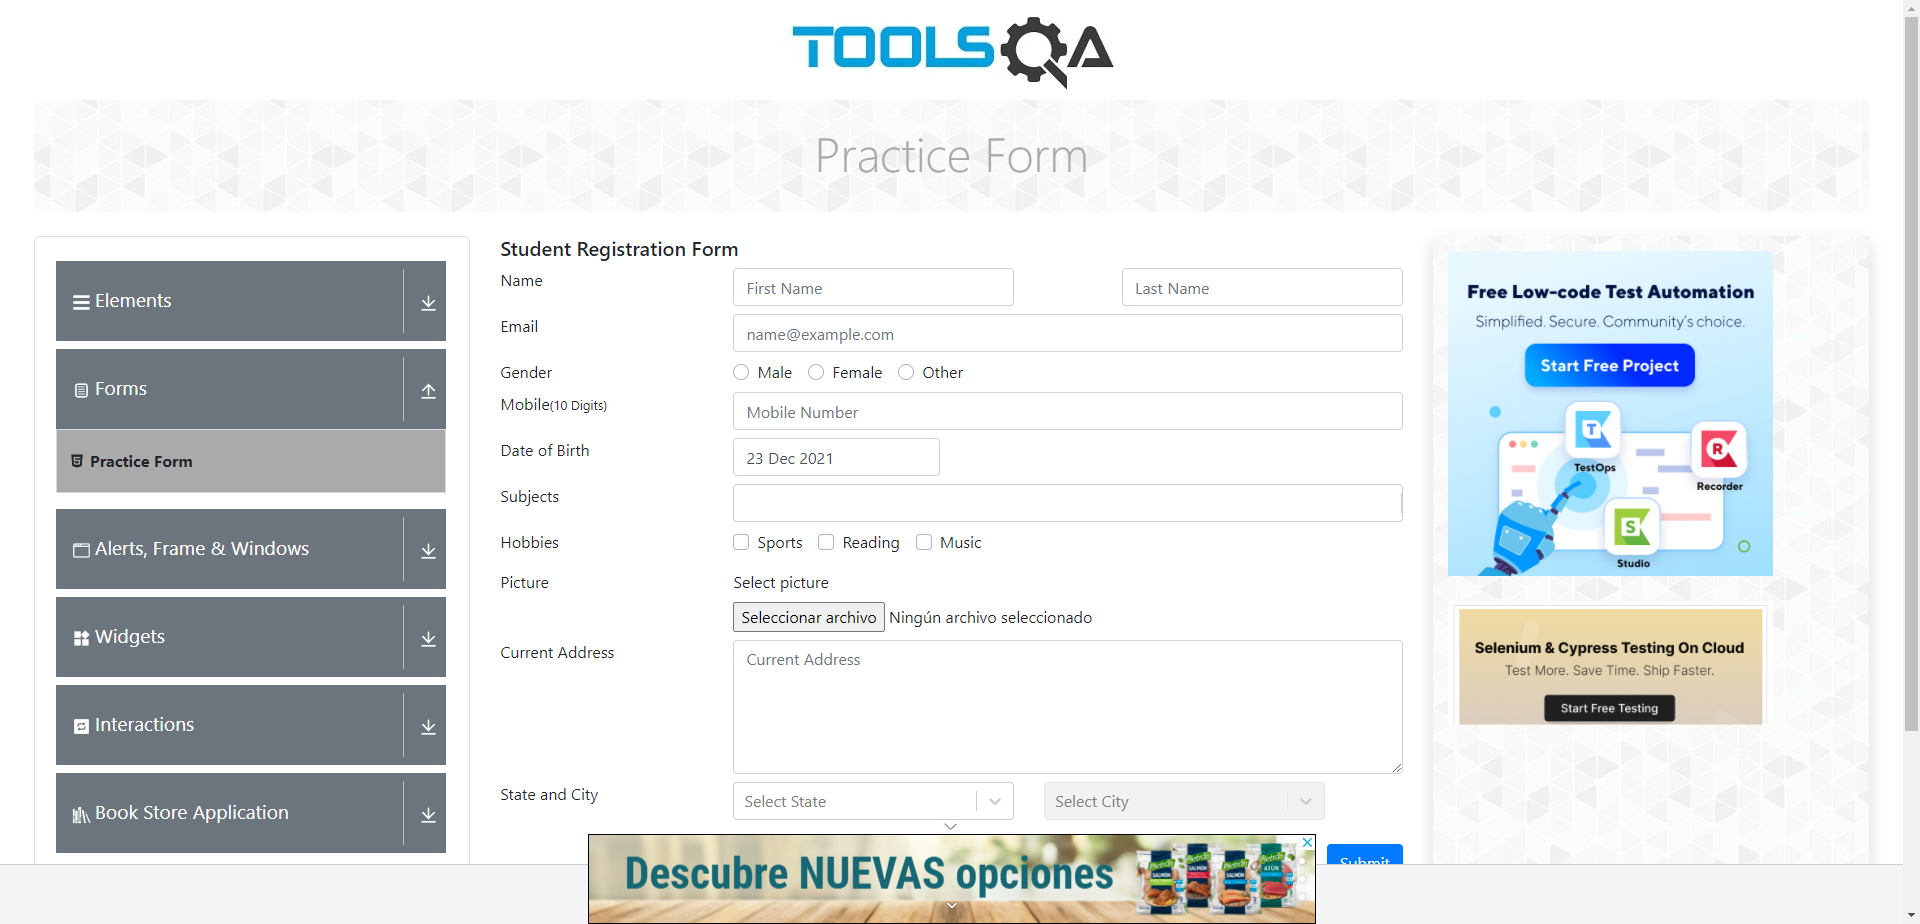 TOOLSQA
Practice Form
Elements
Forms
Practice Form
Alerts, Frame & Windows
Widgets
Interactions
Book Store Application
Student Registration Form
Name
First Name
Last Name
Email
name@example.com
Gender
Male
Female
Other
Mobile(10 Digits)
Mobile Number
Date of Birth
23 Dec 2021
Subjects
Hobbies
Sports
Reading
Music
Picture
Select picture
Seleccionar archivo
Ningún archivo seleccionado
Current Address
Current Address
State and City
Select State
Select City
Submit
Free Low-code Test Automation
Simplified. Secure. Community's choice.
Start Free Project
T
TestOps
R
Recorder
S
Studio
Selenium & Cypress Testing On Cloud
Test More. Save Time. Ship Faster.
Start Free Testing
Descubre NUEVAS opciones
SALMÓN
SALMÓN
SALMÓN
ATÚN